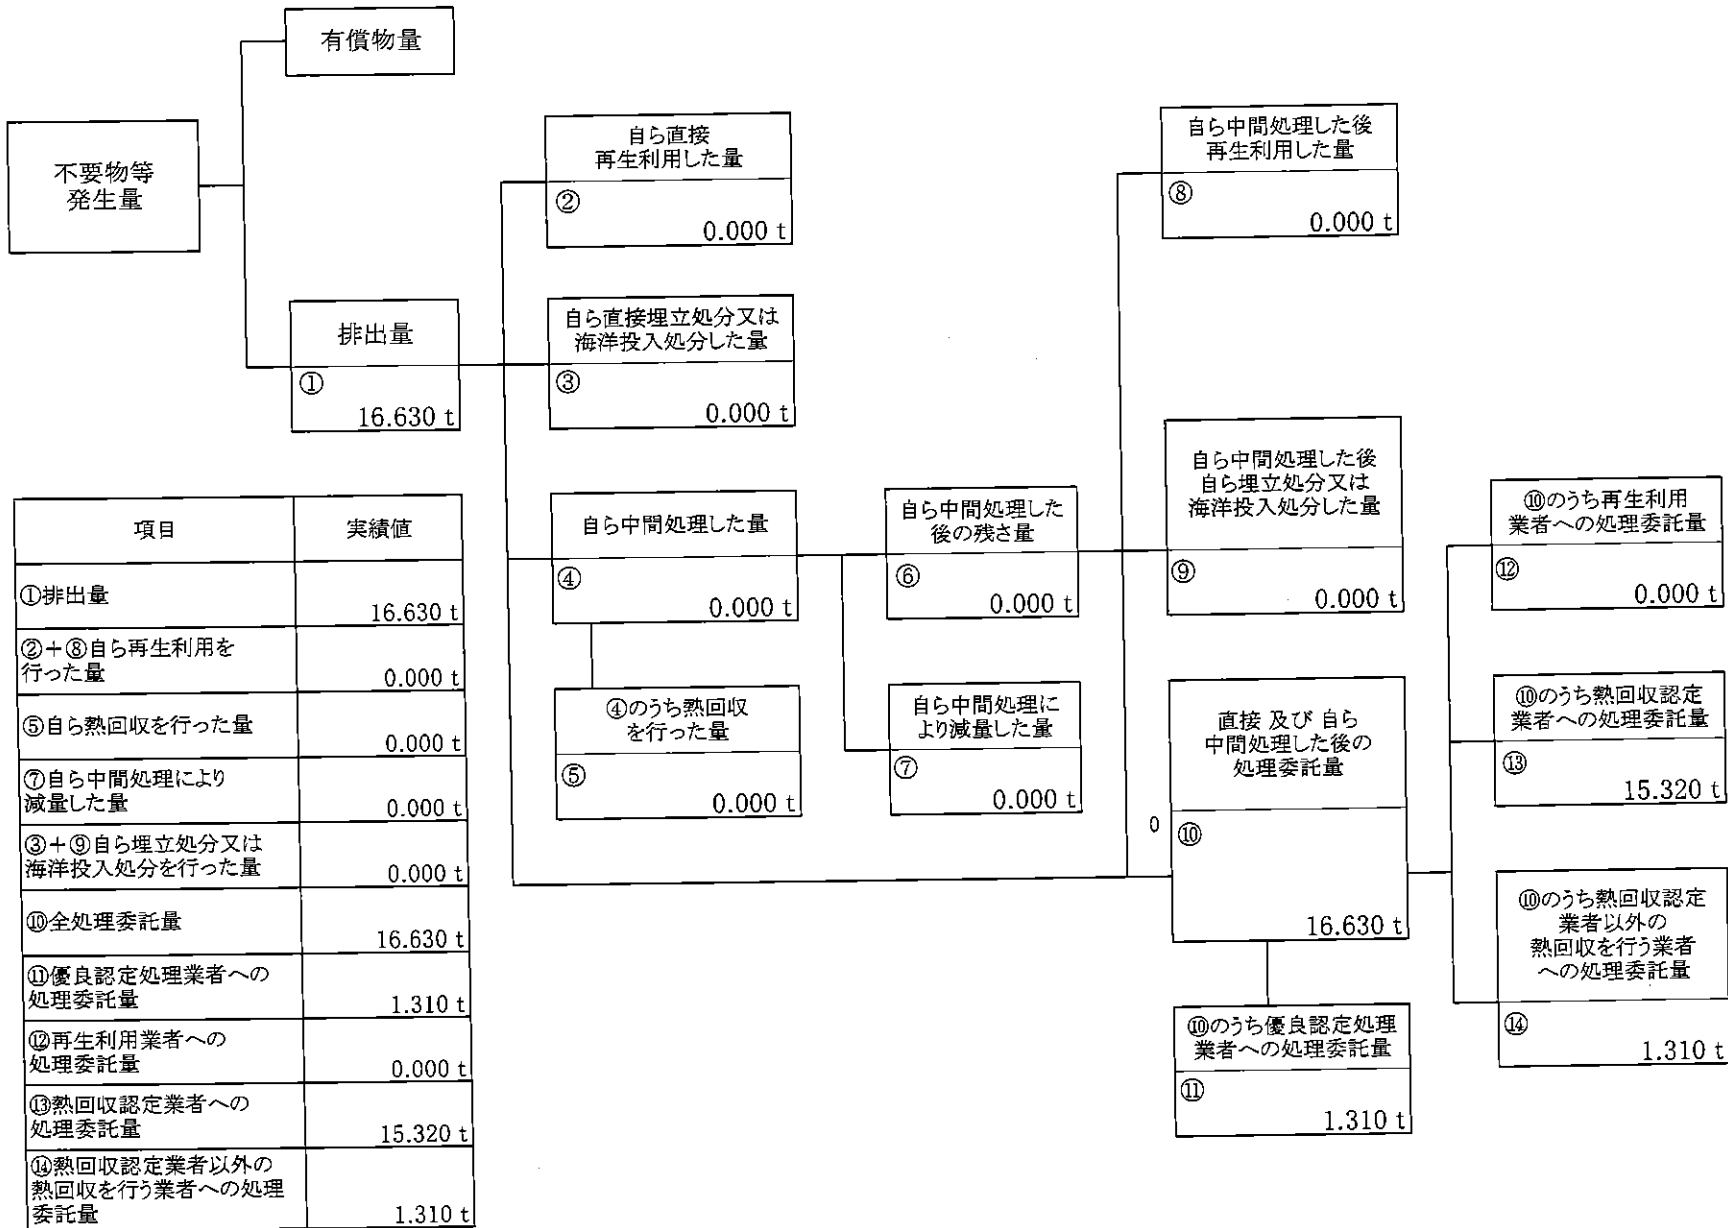 有償物量
不要物等
発生量
排出量
①
16.630 t
自ら直接
再生利用した量
②
0.000 t
自ら直接埋立処分又は
海洋投入処分した量
③
0.000 t
自ら中間処理した量
④
0.000 t
④のうち熱回収
を行った量
⑤
0.000 t
自ら中間処理した
後の残さ量
⑥
0.000 t
自ら中間処理に
より減量した量
⑦
0.000 t
自ら中間処理した後
再生利用した量
⑧
0.000 t
自ら中間処理した後
自ら埋立処分又は
海洋投入処分した量
⑨
0.000 t
直接 及び 自ら
中間処理した後の
処理委託量
0
⑩
16.630 t
⑩のうち優良認定処理
業者への処理委託量
⑪
1.310 t
⑩のうち再生利用
業者への処理委託量
⑫
0.000 t
⑩のうち熱回収認定
業者への処理委託量
⑬
15.320 t
⑩のうち熱回収認定
業者以外の
熱回収を行う業者
への処理委託量
⑭
1.310 t
項目 実績値
①排出量 16.630 t
②+⑧自ら再生利用を
行った量 0.000 t
⑤自ら熱回収を行った量 0.000 t
⑦自ら中間処理により
減量した量 0.000 t
③+⑨自ら埋立処分又は
海洋投入処分を行った量 0.000 t
⑩全処理委託量 16.630 t
⑪優良認定処理業者への
処理委託量 1.310 t
⑫再生利用業者への
処理委託量 0.000 t
⑬熱回収認定業者への
処理委託量 15.320 t
⑭熱回収認定業者以外の
熱回収を行う業者への処理
委託量 1.310 t